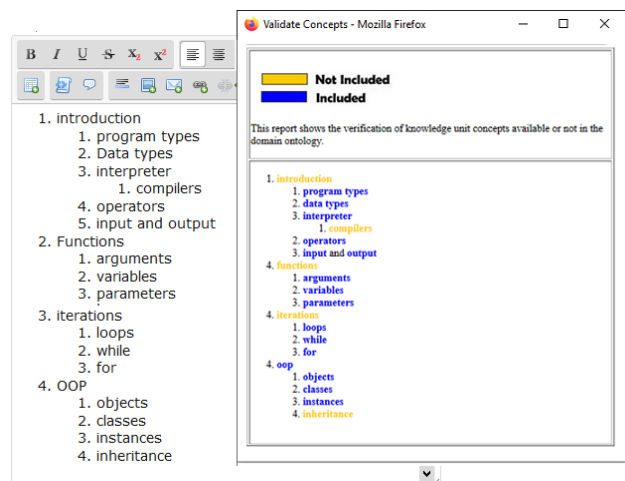 Validate Concepts - Mozilla Firefox
B I U S X₂ X²
1. introduction
1. program types
2. Data types
3. interpreter
1. compilers
4. operators
5. input and output
2. Functions
1. arguments
2. variables
3. parameters
3. iterations
1. loops
2. while
3. for
4. OOP
1. objects
2. classes
3. instances
4. inheritance
Not Included
Included
This report shows the verification of knowledge unit concepts available or not in the
domain ontology.
1. introduction
1. program types
2. data types
3. interpreter
1. compilers
2. operators
3. input and output
4. functions
1. arguments
2. variables
3. parameters
4. iterations
1. loops
2. while
3. for
4. oop
1. objects
2. classes
3. instances
4. inheritance